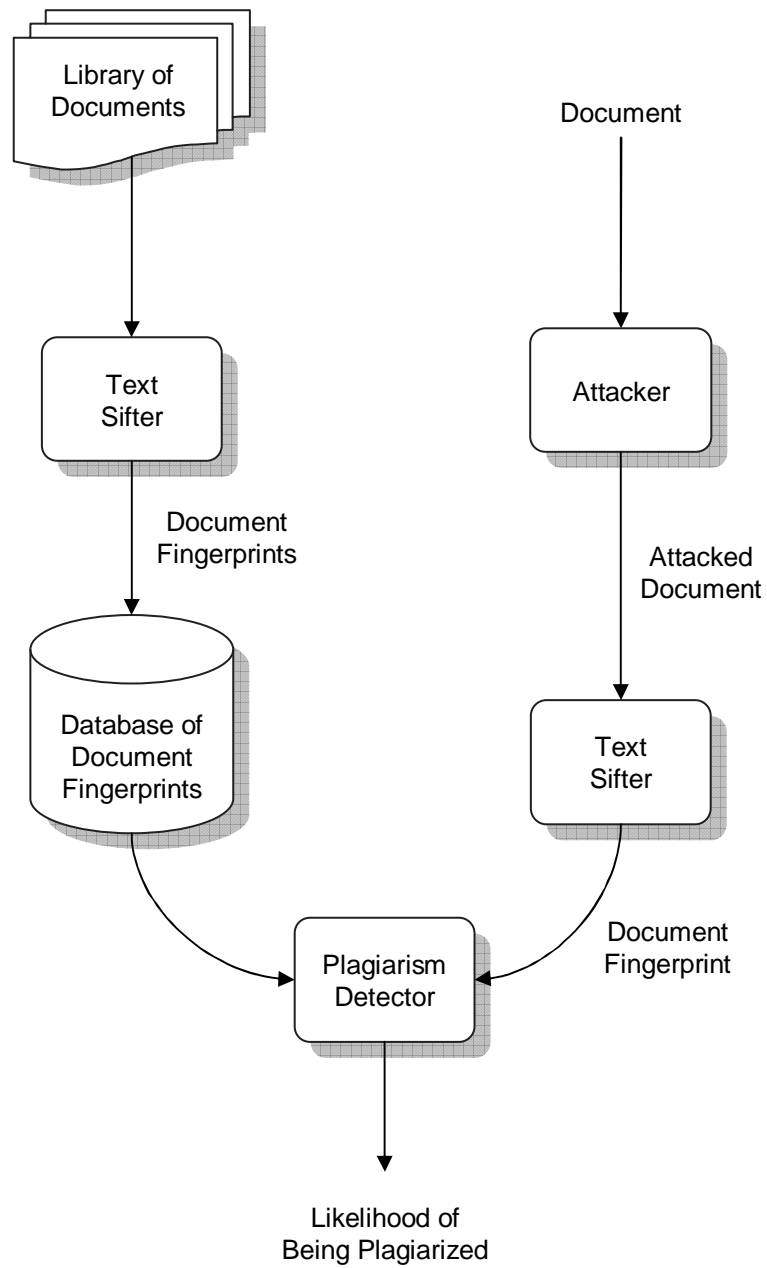 Library of
Documents
Document
Text
Sifter
Attacker
Document
Fingerprints
Attacked
Document
Database of
Document
Fingerprints
Text
Sifter
Plagiarism
Detector
Document
Fingerprint
Likelihood of
Being Plagiarized